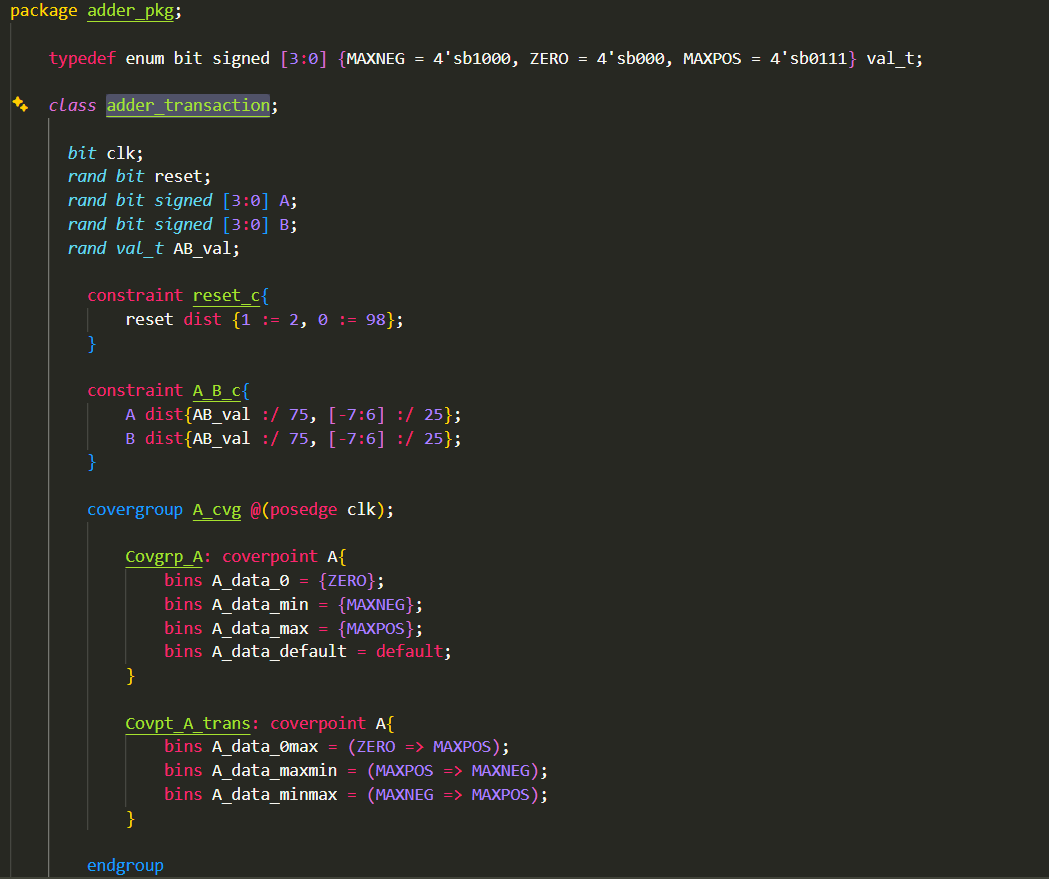 package adder_pkg;
typedef enum bit signed [3:0] {MAXNEG = 4'sb1000, ZERO = 4'sb000, MAXPOS = 4'sb0111} val_t;
class adder_transaction;
bit clk;
rand bit reset;
rand bit signed [3:0] A;
rand bit signed [3:0] B;
rand val_t AB_val;
constraint reset_c{
reset dist {1 := 2, 0 := 98};
}
constraint A_B_c{
A dist{AB_val :/ 75, [-7:6] :/ 25};
B dist{AB_val :/ 75, [-7:6] :/ 25};
}
covergroup A_cvg @(posedge clk);
Covgrp_A: coverpoint A{
bins A_data_0 = {ZERO};
bins A_data_min = {MAXNEG};
bins A_data_max = {MAXPOS};
bins A_data_default = default;
}
Covpt_A_trans: coverpoint A{
bins A_data_0max = (ZERO => MAXPOS);
bins A_data_maxmin = (MAXPOS => MAXNEG);
bins A_data_minmax = (MAXNEG => MAXPOS);
}
endgroup